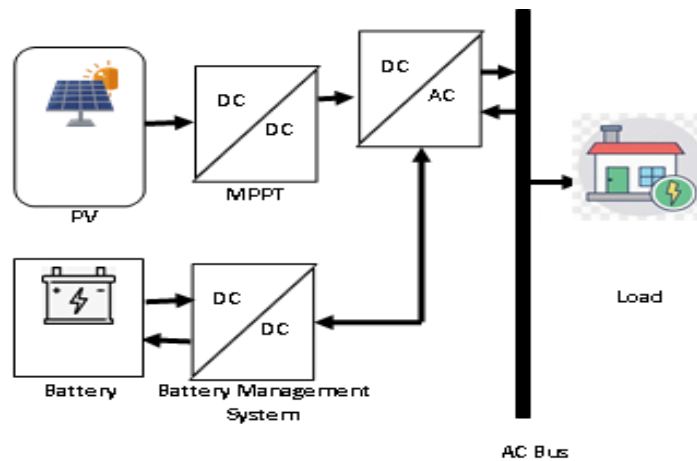 DC
AC
DC
DC
PV
MPPT
DC
DC
Load
Battery
Battery Management
System
AC Bus